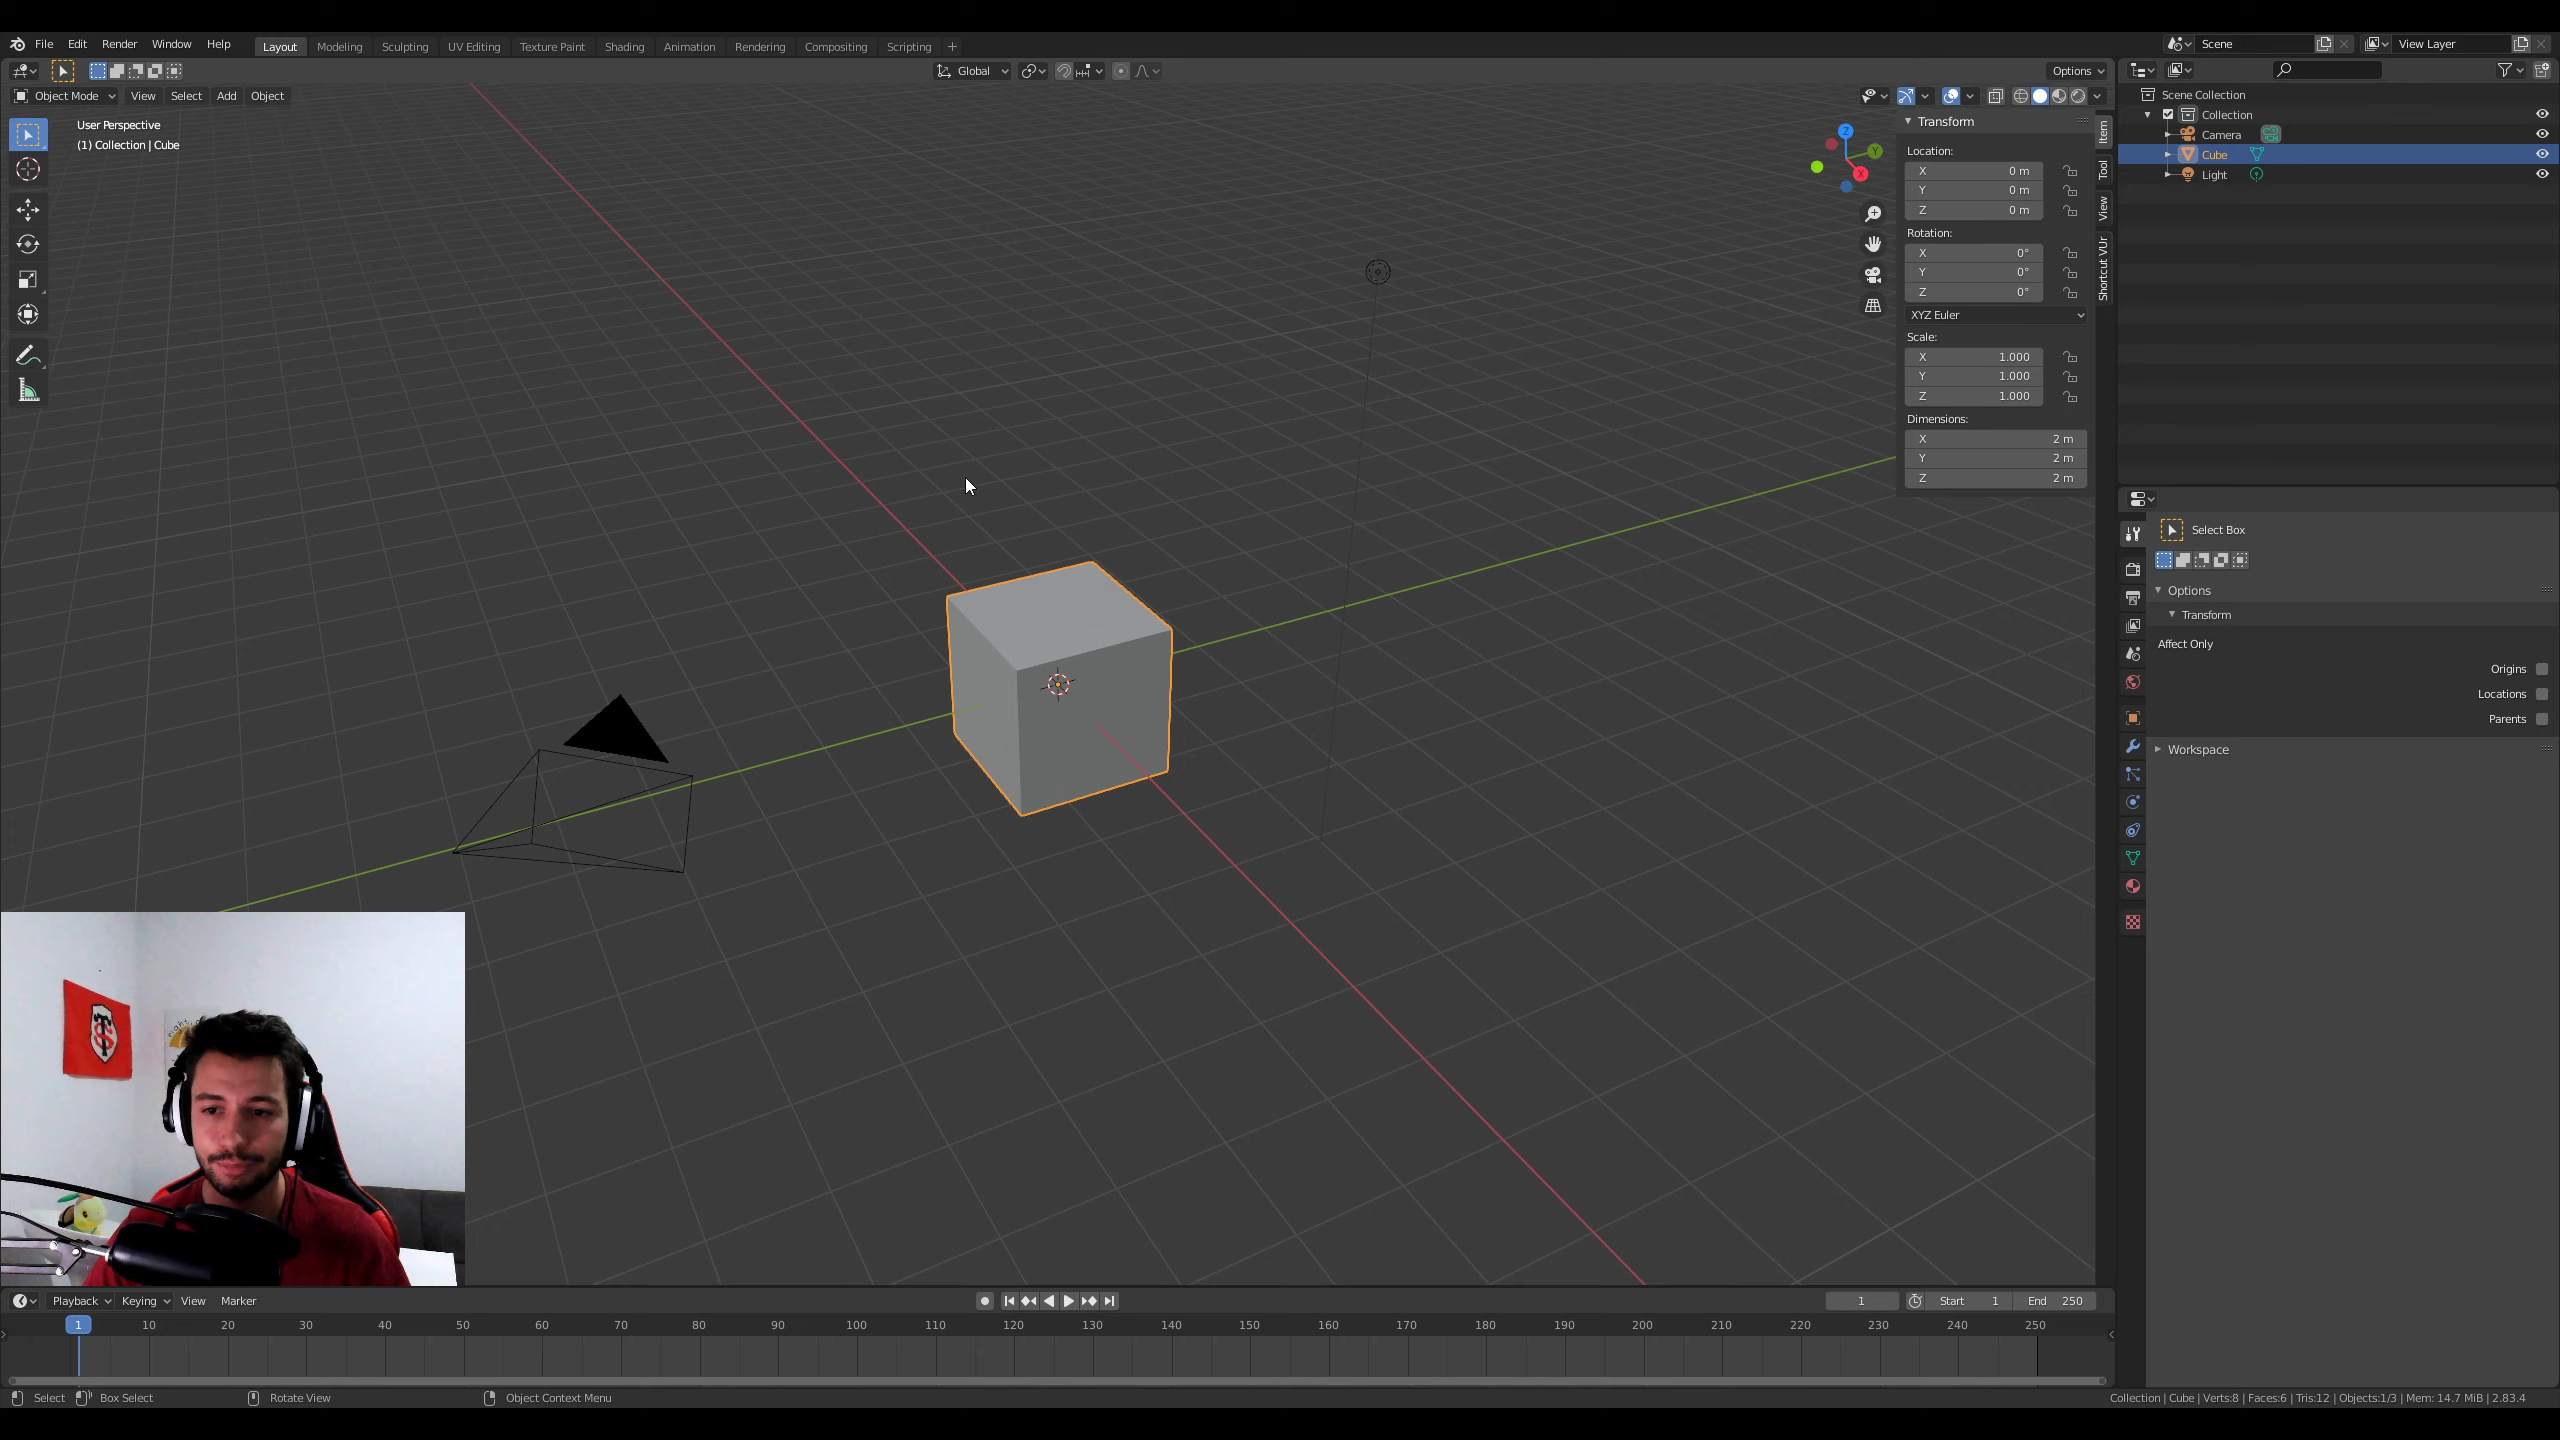 File Edit Render Window Help Layout Modeling Sculpting UV Editing Texture Paint Shading Animation Rendering Compositing Scripting + Scene View Layer
Global Options
Object Mode View Select Add Object
User Perspective
(1) Collection | Cube
Z
Y
X
Transform
Location:
X 0 m
Y 0 m
Z 0 m
Rotation:
X 0°
Y 0°
Z 0°
XYZ Euler
Scale:
X 1.000
Y 1.000
Z 1.000
Dimensions:
X 2 m
Y 2 m
Z 2 m
Item
Tool
View
Shortcut VUr
Scene Collection
Collection
Camera
Cube
Light
Select Box
Options
Transform
Affect Only
Origins
Locations
Parents
Workspace
Playback Keying View Marker 1 Start 1 End 250
1 10 20 30 40 50 60 70 80 90 100 110 120 130 140 150 160 170 180 190 200 210 220 230 240 250
Select Box Select Rotate View Object Context Menu Collection | Cube | Verts:8 | Faces:6 | Tris:12 | Objects:1/3 | Mem: 14.7 MiB | 2.83.4